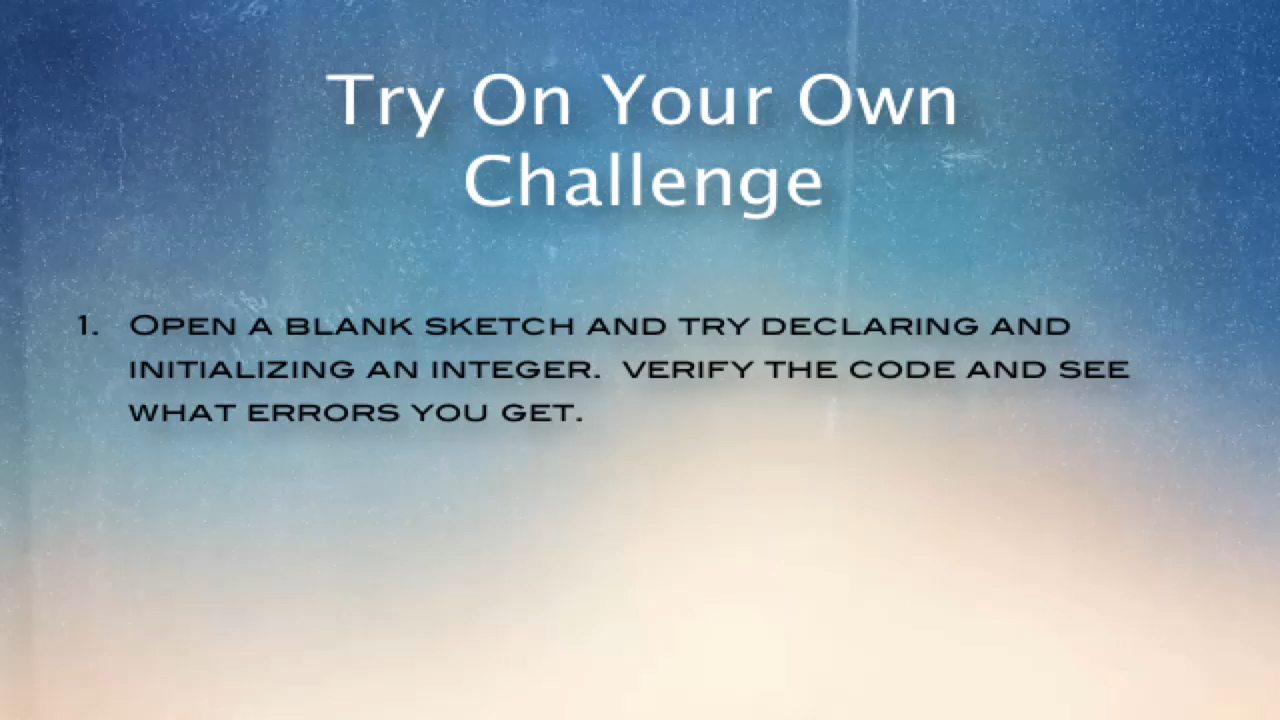 Try On Your Own
Challenge
1. Open a blank sketch and try declaring and
initializing an integer.  Verify the code and see
what errors you get.